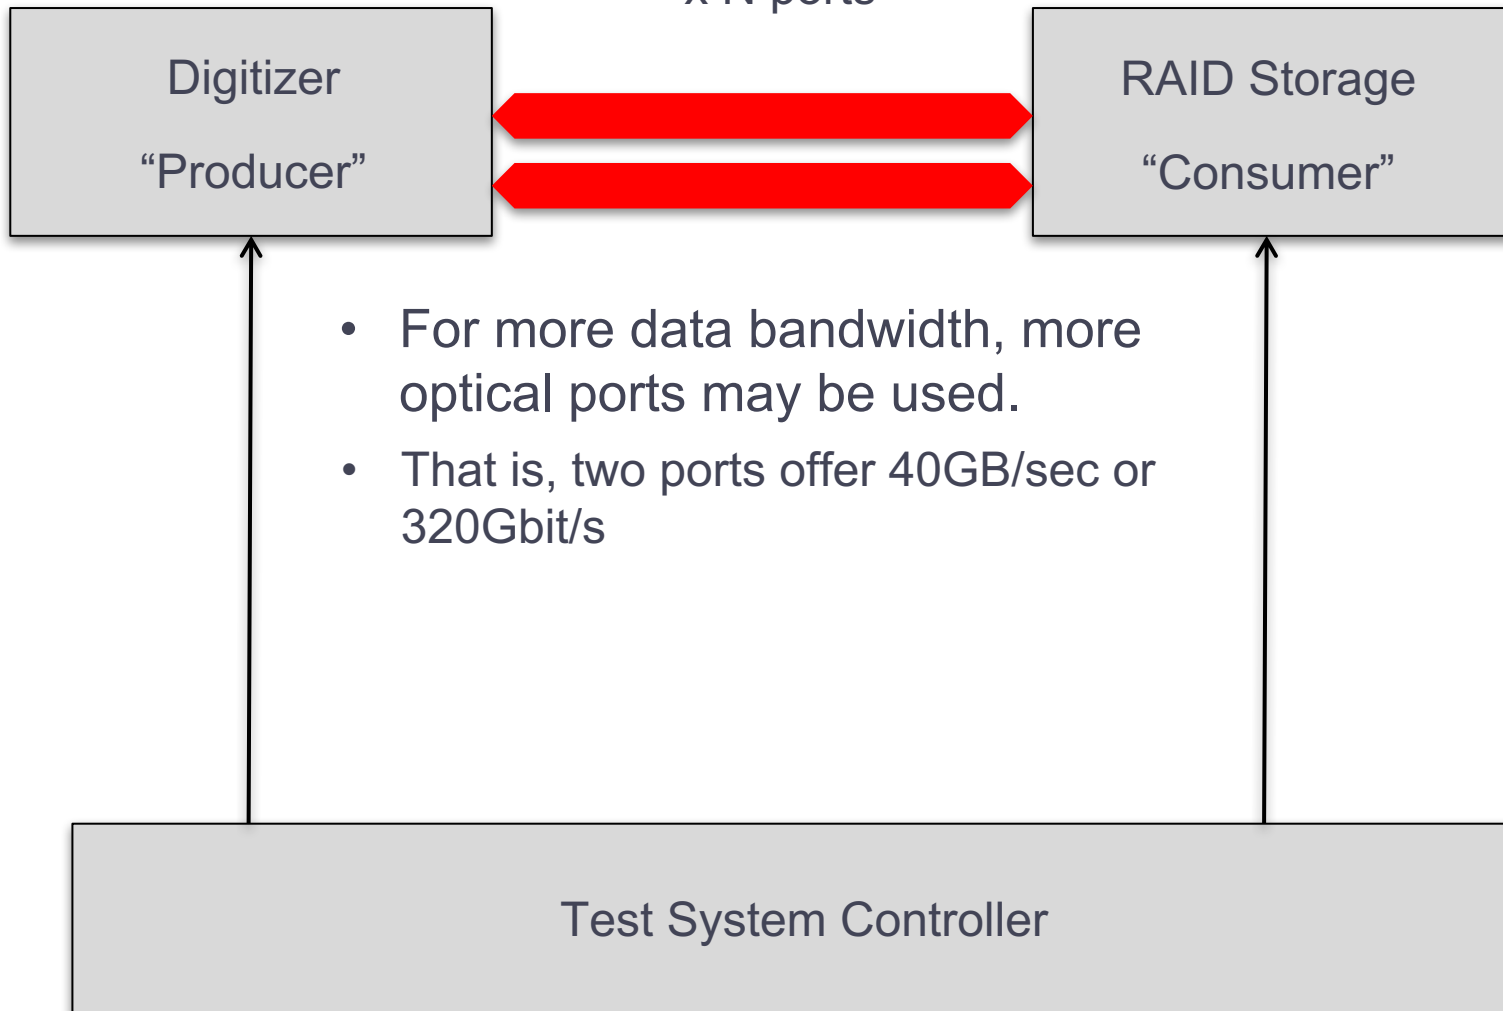 x N ports
Digitizer
“Producer”
RAID Storage
“Consumer”
• For more data bandwidth, more
optical ports may be used.
• That is, two ports offer 40GB/sec or
320Gbit/s
Test System Controller